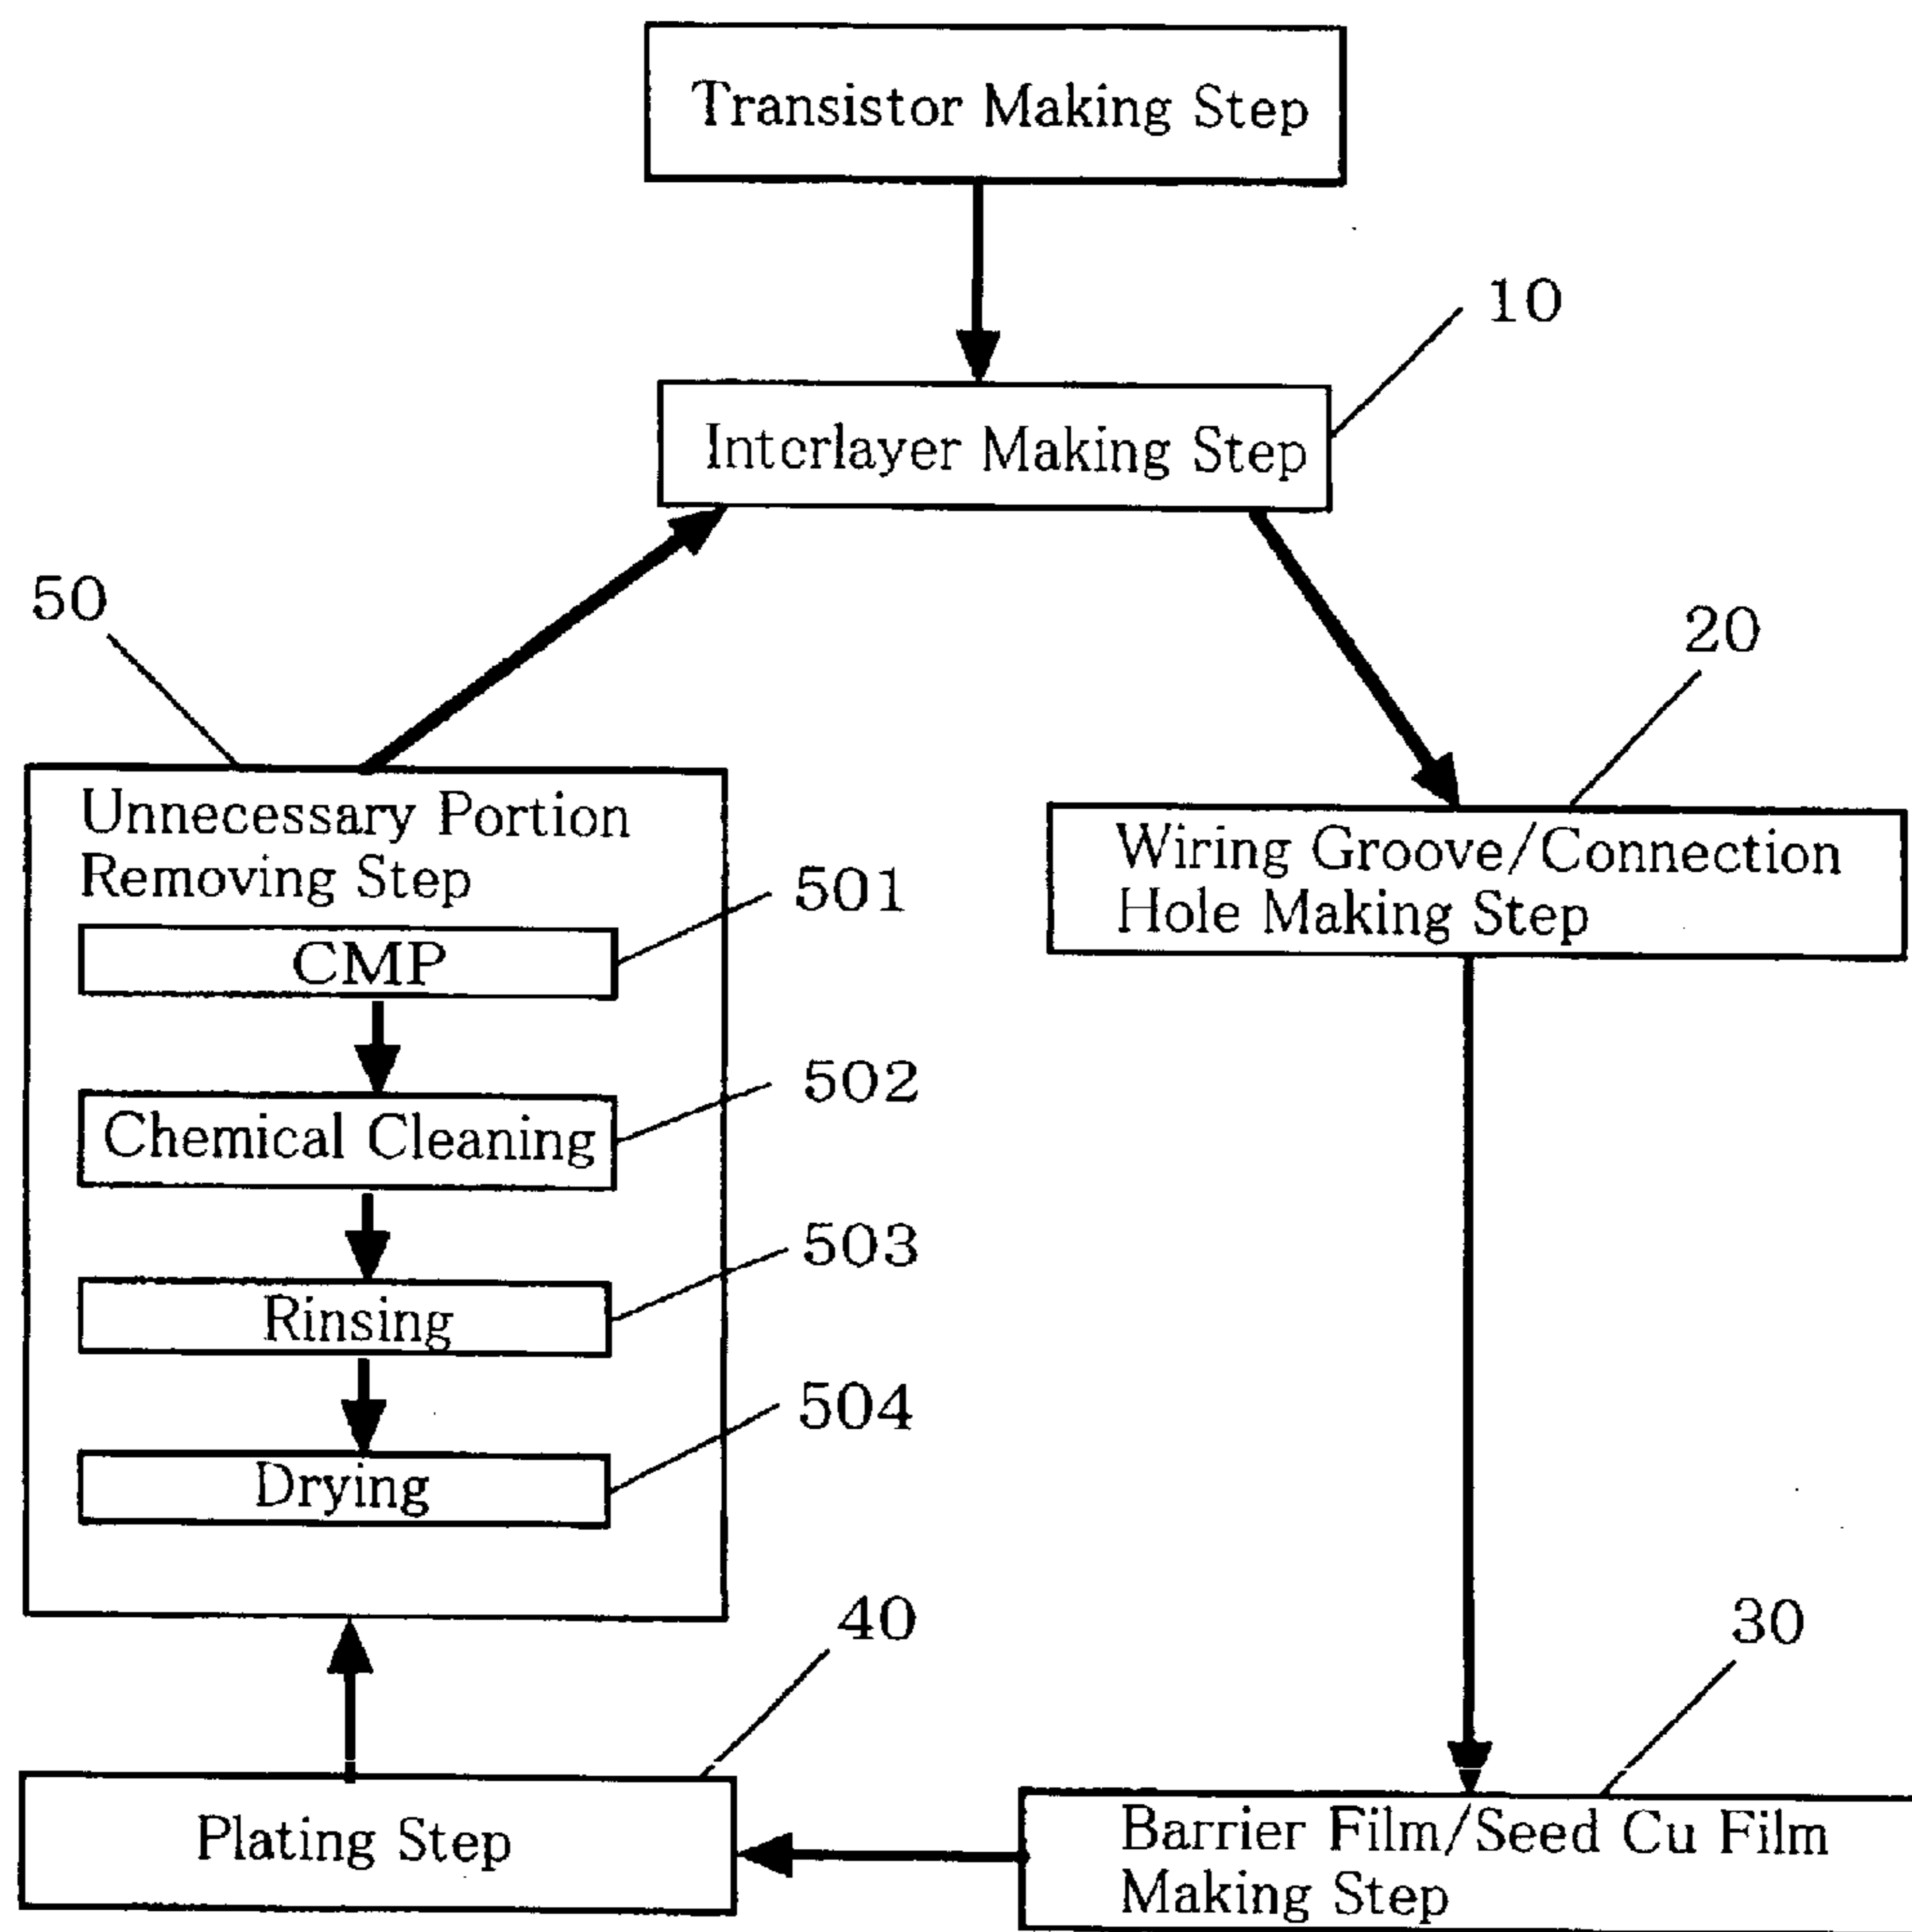 Transistor Making Step
10
Interlayer Making Step
50
20
Unnecessary Portion
Removing Step
Wiring Groove/Connection
Hole Making Step
501
CMP
502
Chemical Cleaning
503
Rinsing
504
Drying
40
30
Plating Step
Barrier Film/Seed Cu Film
Making Step